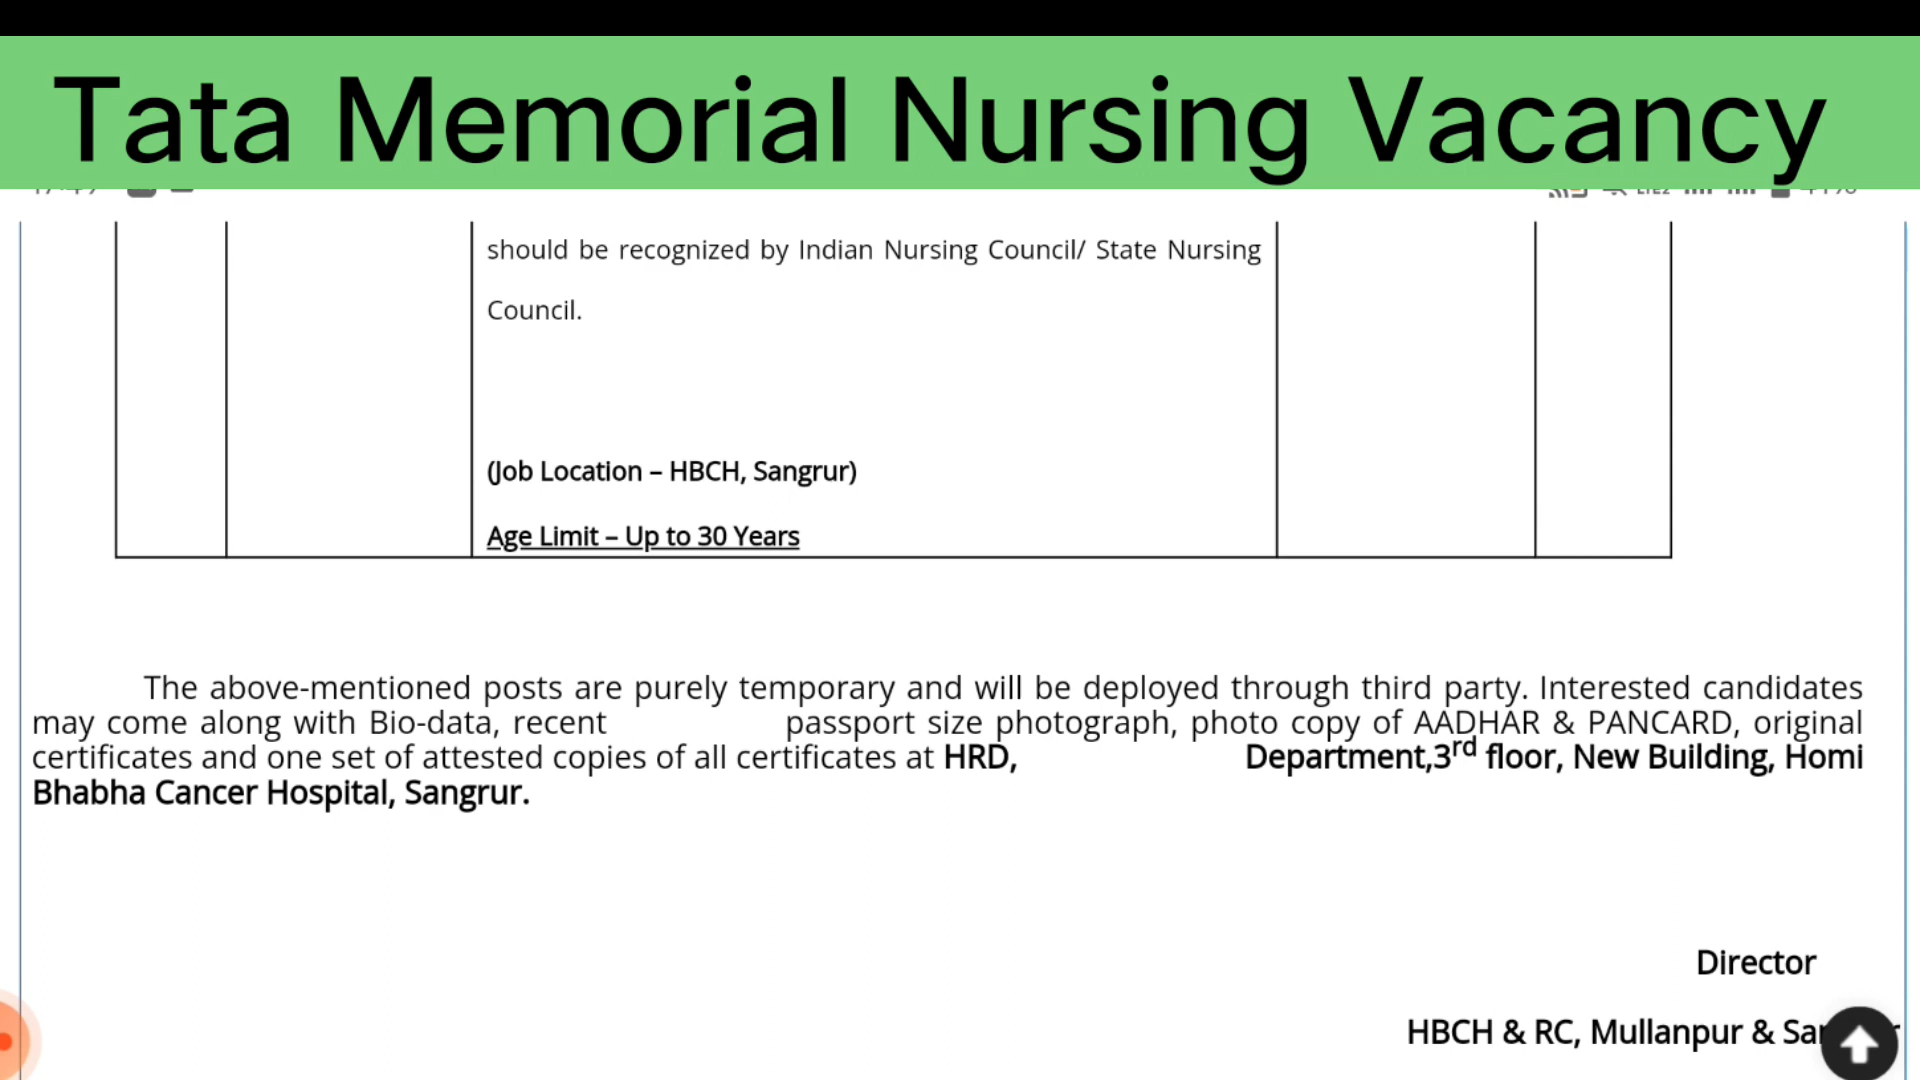 Tata Memorial Nursing Vacancy
should be recognized by Indian Nursing Council/ State Nursing
Council.
(Job Location – HBCH, Sangrur)
Age Limit – Up to 30 Years
The above-mentioned posts are purely temporary and will be deployed through third party. Interested candidates
may come along with Bio-data, recent passport size photograph, photo copy of AADHAR & PANCARD, original
certificates and one set of attested copies of all certificates at HRD, Department,3rd floor, New Building, Homi
Bhabha Cancer Hospital, Sangrur.
Director
HBCH & RC, Mullanpur &